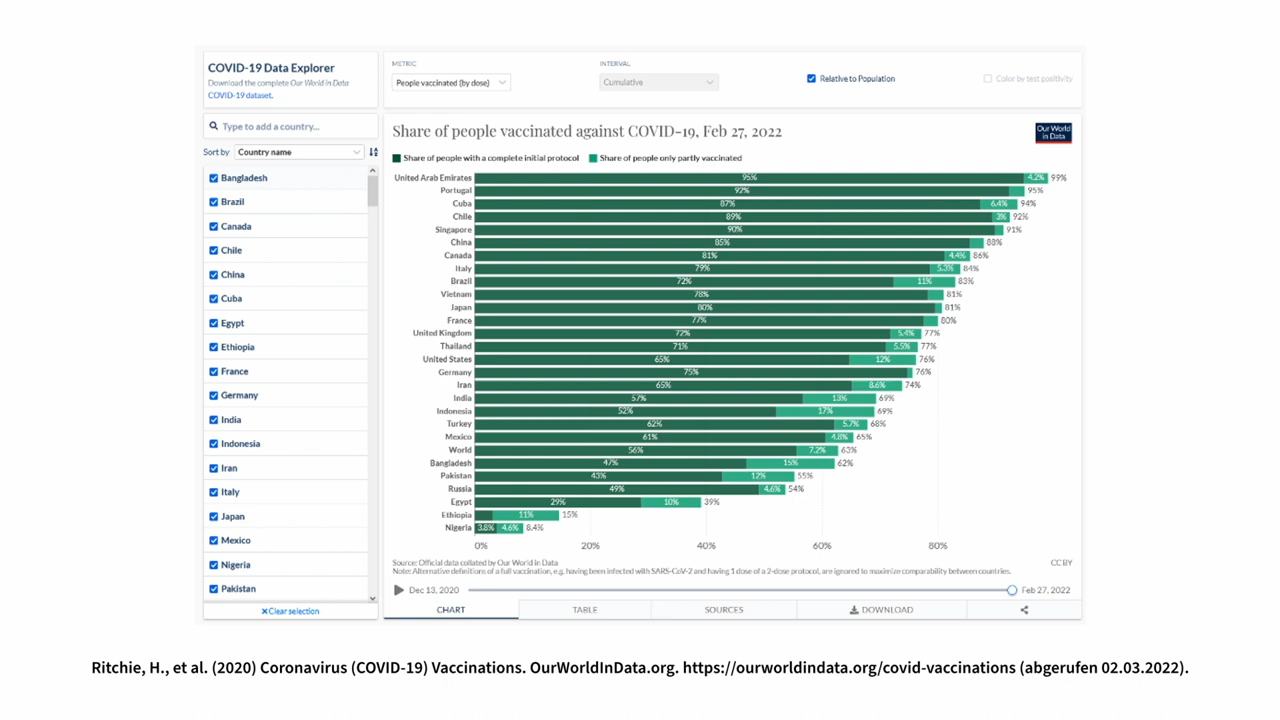 COVID-19 Data Explorer
Download the complete Our World in Data
COVID-19 dataset.
METRIC
People vaccinated (by dose)
INTERVAL
Cumulative
Relative to Population
Color by test positivity
Type to add a country...
Sort by Country name
Bangladesh
Brazil
Canada
Chile
China
Cuba
Egypt
Ethiopia
France
Germany
India
Indonesia
Iran
Italy
Japan
Mexico
Nigeria
Pakistan
Clear selection
Share of people vaccinated against COVID-19, Feb 27, 2022
Our World
in Data
Share of people with a complete initial protocol
Share of people only partly vaccinated
United Arab Emirates 95% 4.2% 99%
Portugal 92% 95%
Cuba 87% 6.4% 94%
Chile 89% 3% 92%
Singapore 90% 91%
China 85% 88%
Canada 81% 4.4% 86%
Italy 79% 5.3% 84%
Brazil 72% 11% 83%
Vietnam 78% 81%
Japan 80% 81%
France 77% 80%
United Kingdom 72% 5.4% 77%
Thailand 71% 5.5% 77%
United States 65% 12% 76%
Germany 75% 76%
Iran 65% 8.6% 74%
India 57% 13% 69%
Indonesia 52% 17% 69%
Turkey 62% 5.7% 68%
Mexico 61% 4.8% 65%
World 56% 7.2% 63%
Bangladesh 47% 15% 62%
Pakistan 43% 12% 55%
Russia 49% 4.6% 54%
Egypt 29% 10% 39%
Ethiopia 11% 15%
Nigeria 3.8% 4.6% 8.4%
0% 20% 40% 60% 80%
Source: Official data collated by Our World in Data
CC BY
Note: Alternative definitions of a full vaccination, e.g. having been infected with SARS-CoV-2 and having 1 dose of a 2-dose protocol, are ignored to maximize comparability between countries.
Dec 13, 2020
Feb 27, 2022
CHART TABLE SOURCES DOWNLOAD
Ritchie, H., et al. (2020) Coronavirus (COVID-19) Vaccinations. OurWorldInData.org. https://ourworldindata.org/covid-vaccinations (abgerufen 02.03.2022).